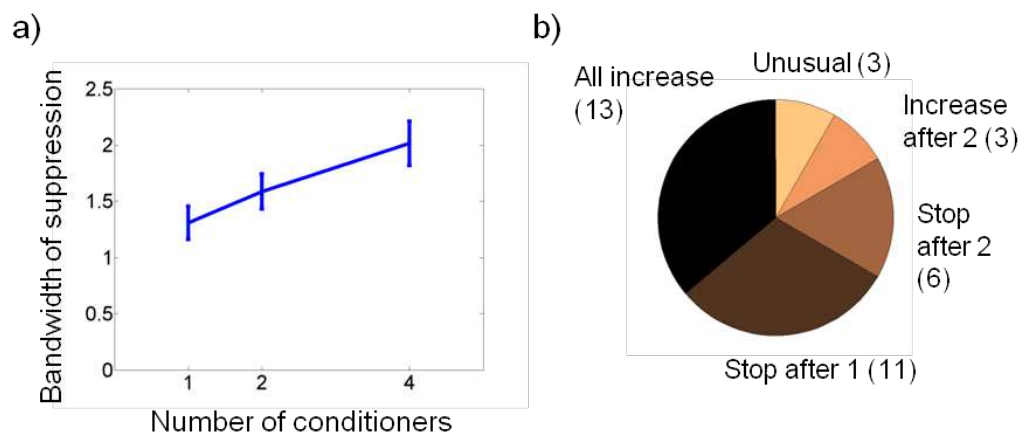 a)
Bandwidth of suppression
2.5
2
1.5
1
0.5
0
1
2
4
Number of conditioners
b)
Unusual (3)
All increase
(13)
Increase
after 2 (3)
Stop
after 2
(6)
Stop after 1 (11)